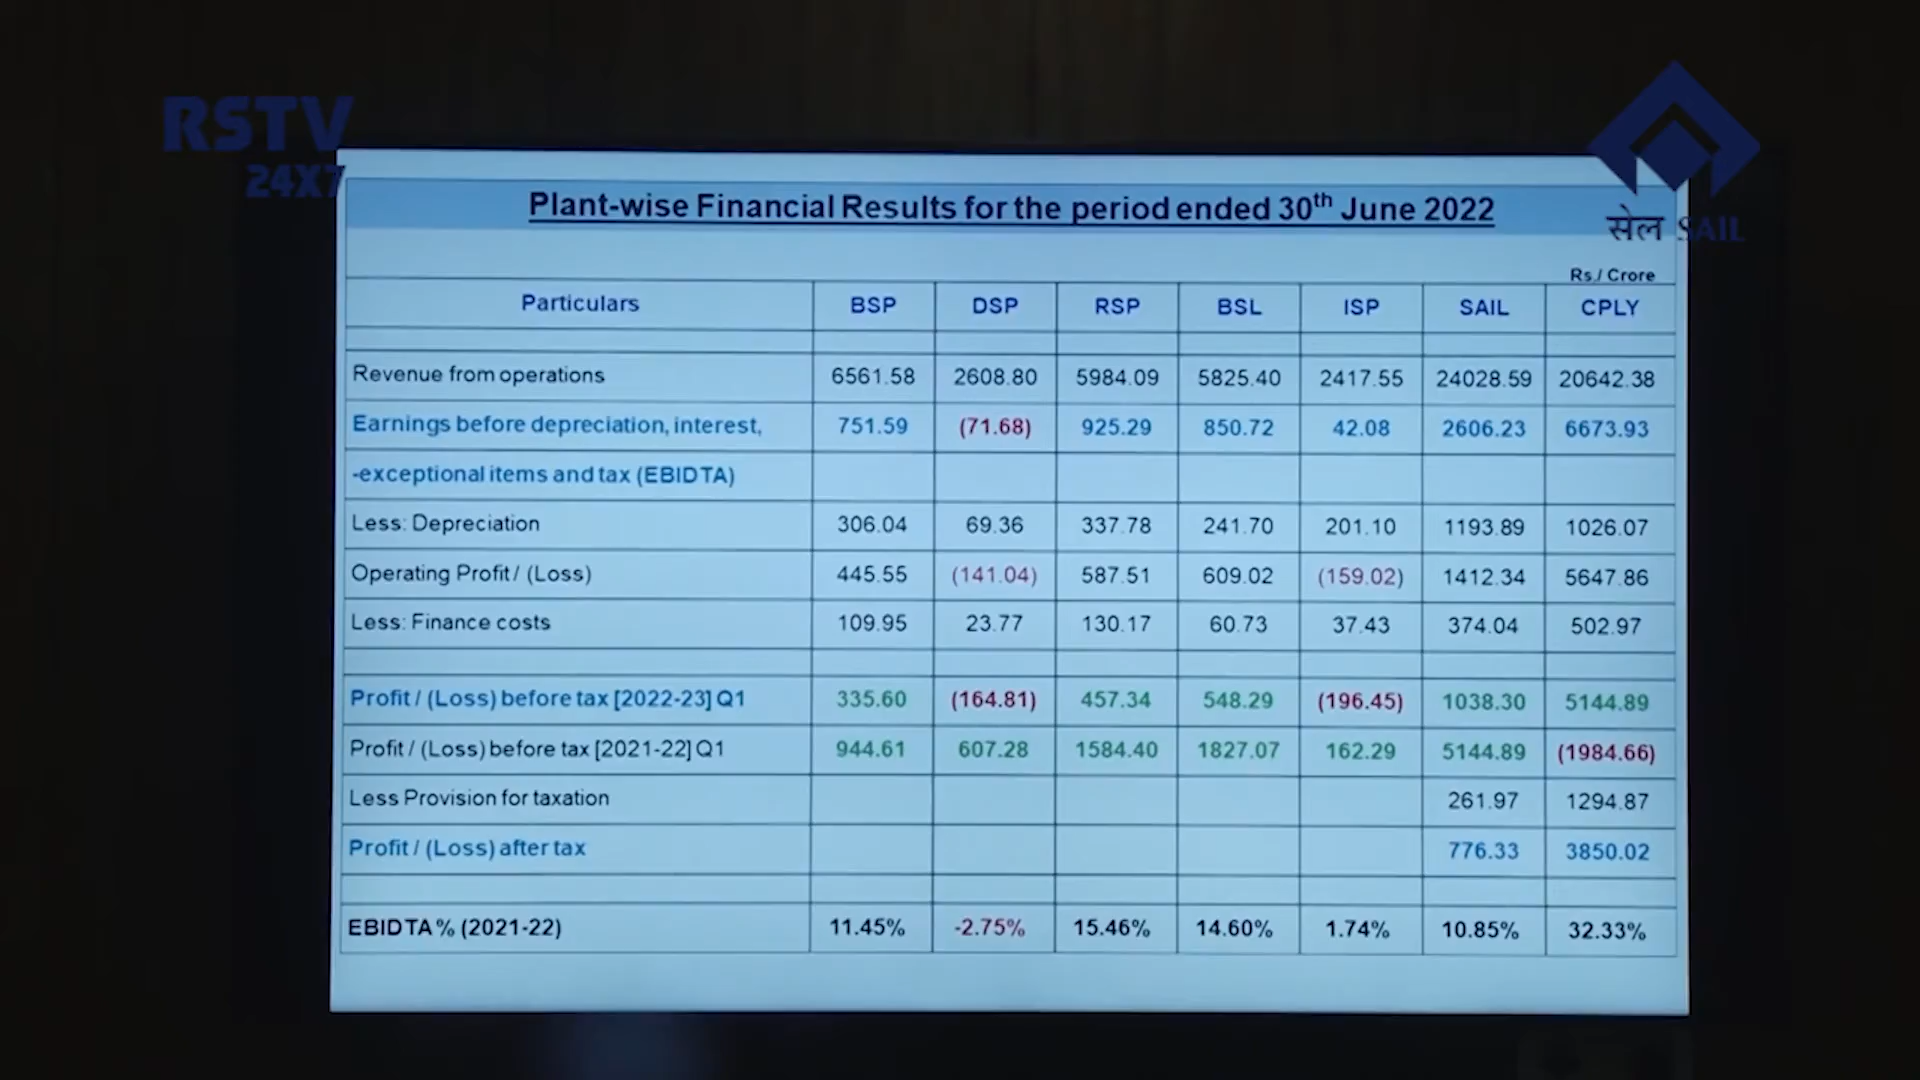 RSTV
24X7
सेल SAIL
Plant-wise Financial Results for the period ended 30th June 2022
Rs./ Crore
Particulars BSP DSP RSP BSL ISP SAIL CPLY
Revenue from operations 6561.58 2608.80 5984.09 5825.40 2417.55 24028.59 20642.38
Earnings before depreciation, interest, 751.59 (71.68) 925.29 850.72 42.08 2606.23 6673.93
-exceptional items and tax (EBIDTA)
Less: Depreciation 306.04 69.36 337.78 241.70 201.10 1193.89 1026.07
Operating Profit / (Loss) 445.55 (141.04) 587.51 609.02 (159.02) 1412.34 5647.86
Less: Finance costs 109.95 23.77 130.17 60.73 37.43 374.04 502.97
Profit / (Loss) before tax [2022-23] Q1 335.60 (164.81) 457.34 548.29 (196.45) 1038.30 5144.89
Profit / (Loss) before tax [2021-22] Q1 944.61 607.28 1584.40 1827.07 162.29 5144.89 (1984.66)
Less Provision for taxation 261.97 1294.87
Profit / (Loss) after tax 776.33 3850.02
EBIDTA % (2021-22) 11.45% -2.75% 15.46% 14.60% 1.74% 10.85% 32.33%